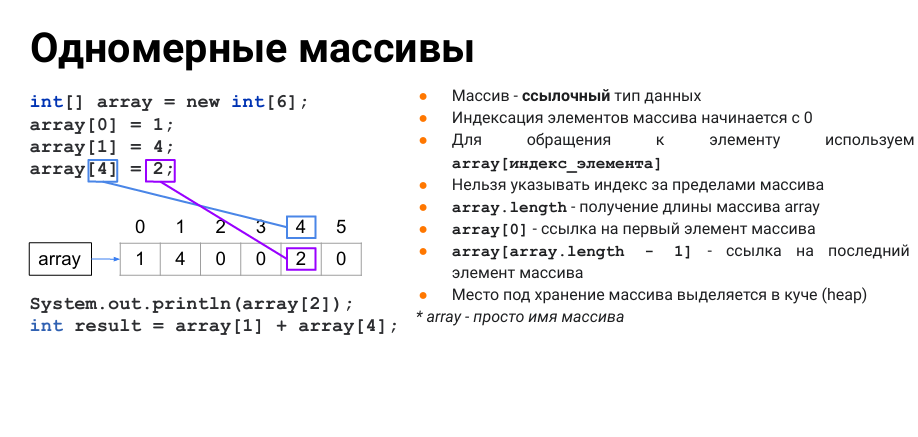 Одномерные массивы
int[] array = new int[6];
array[0] = 1;
array[1] = 4;
array[4] = 2;
0 1 2 3 4 5
array 1 4 0 0 2 0
System.out.println(array[2]);
int result = array[1] + array[4];
● Массив - ссылочный тип данных
● Индексация элементов массива начинается с 0
● Для обращения к элементу используем
array[индекс_элемента]
● Нельзя указывать индекс за пределами массива
● array.length - получение длины массива array
● array[0] - ссылка на первый элемент массива
● array[array.length - 1] - ссылка на последний
элемент массива
● Место под хранение массива выделяется в куче (heap)
* array - просто имя массива